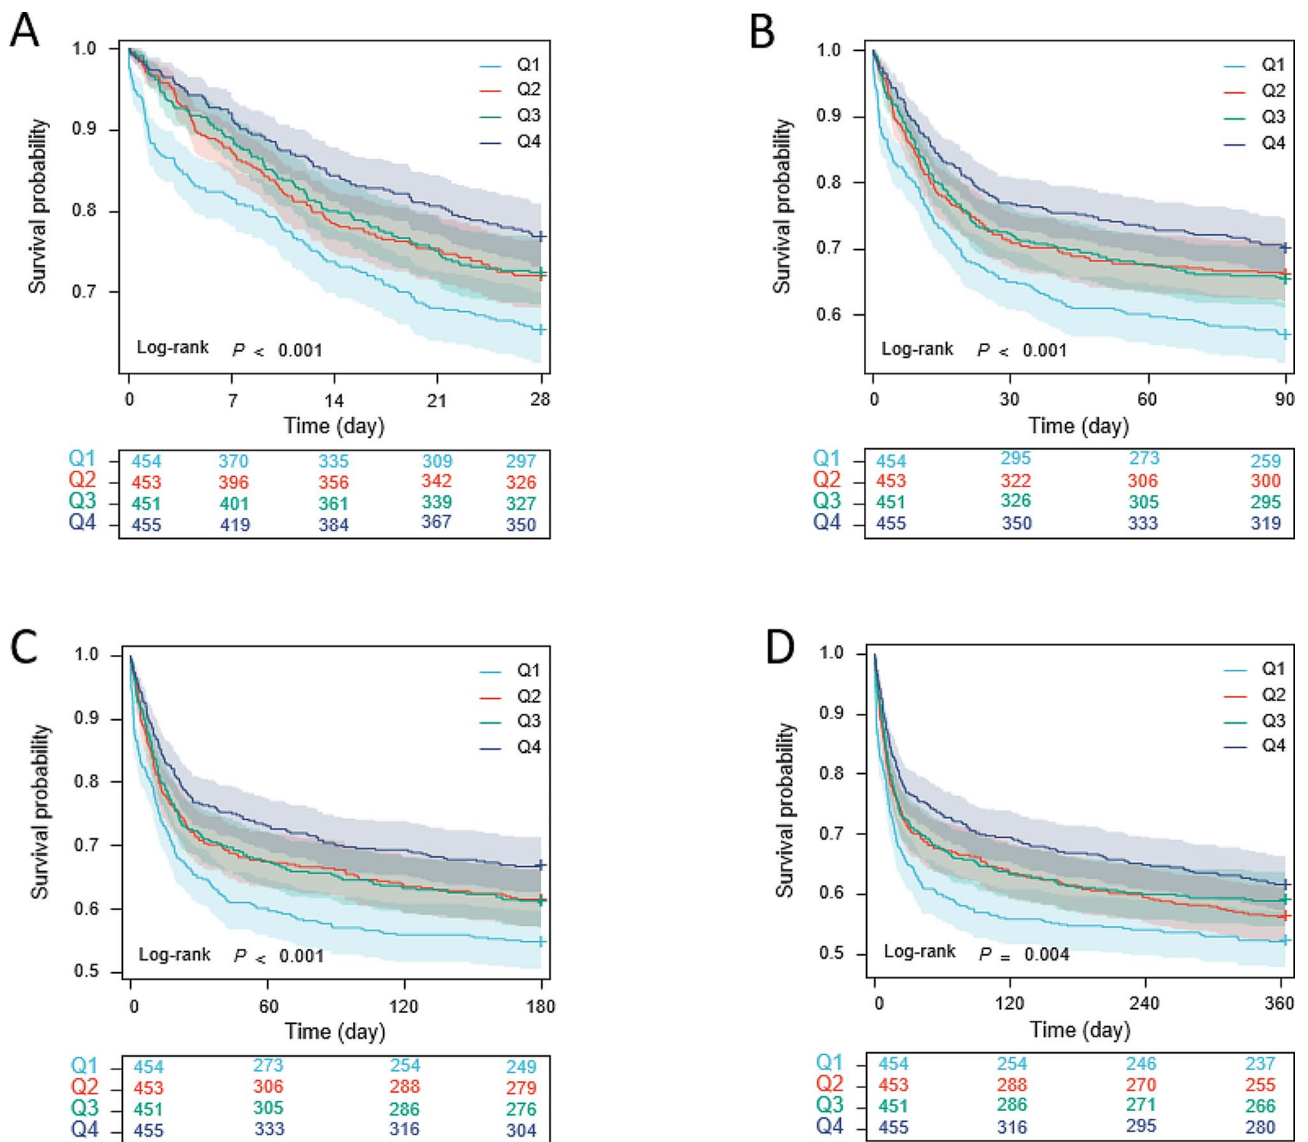 A
Survival probability
1.0
0.9
0.8
0.7
Q1
Q2
Q3
Q4
Log-rank P < 0.001
0 7 14 21 28
Time (day)
Q1 454 370 335 309 297
Q2 453 396 356 342 326
Q3 451 401 361 339 327
Q4 455 419 384 367 350
B
Survival probability
1.0
0.9
0.8
0.7
0.6
Q1
Q2
Q3
Q4
Log-rank P < 0.001
0 30 60 90
Time (day)
Q1 454 295 273 259
Q2 453 322 306 300
Q3 451 326 305 295
Q4 455 350 333 319
C
Survival probability
1.0
0.9
0.8
0.7
0.6
0.5
Q1
Q2
Q3
Q4
Log-rank P < 0.001
0 60 120 180
Time (day)
Q1 454 273 254 249
Q2 453 306 288 279
Q3 451 305 286 276
Q4 455 333 316 304
D
Survival probability
1.0
0.9
0.8
0.7
0.6
0.5
Q1
Q2
Q3
Q4
Log-rank P = 0.004
0 120 240 360
Time (day)
Q1 454 254 246 237
Q2 453 288 270 255
Q3 451 286 271 266
Q4 455 316 295 280